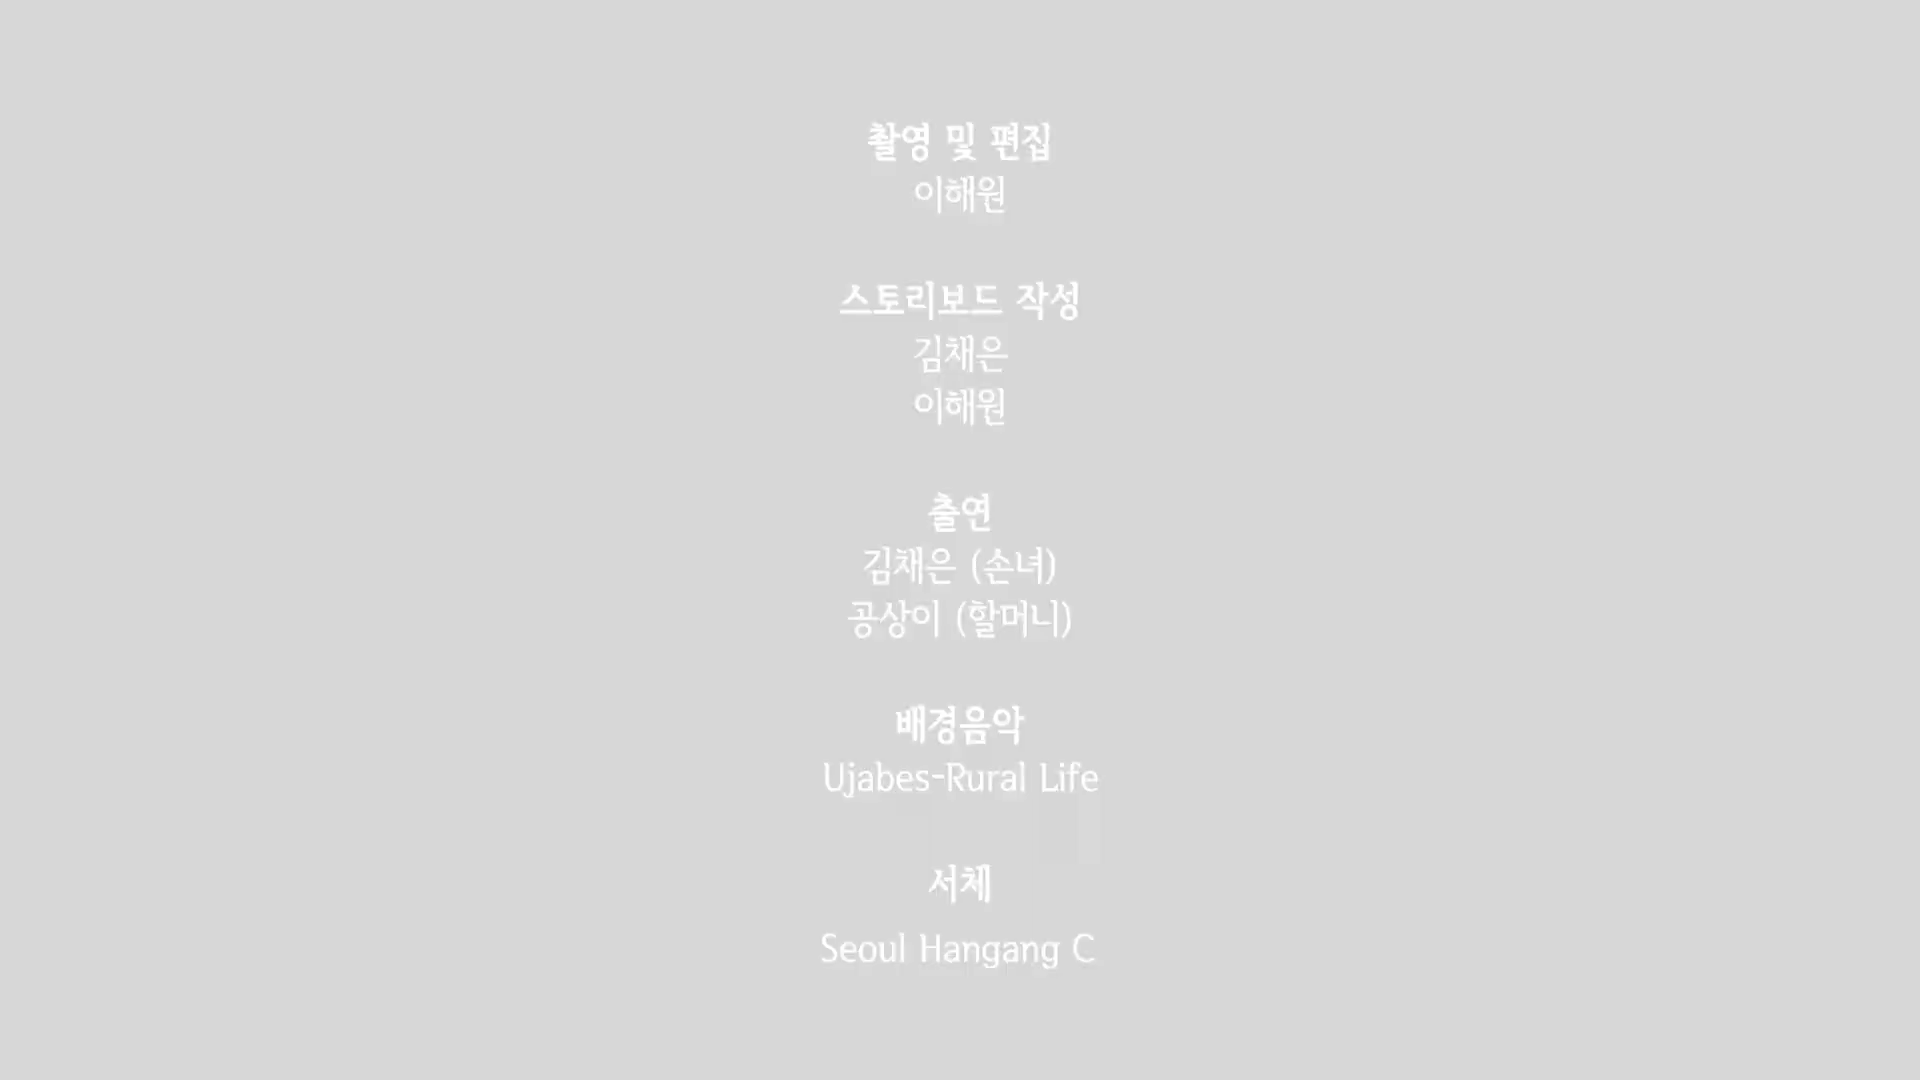 촬영 및 편집
이해원
스토리보드 작성
김채은
이해원
출연
김채은 (손녀)
공상이 (할머니)
배경음악
Ujabes-Rural Life
서체
Seoul Hangang C